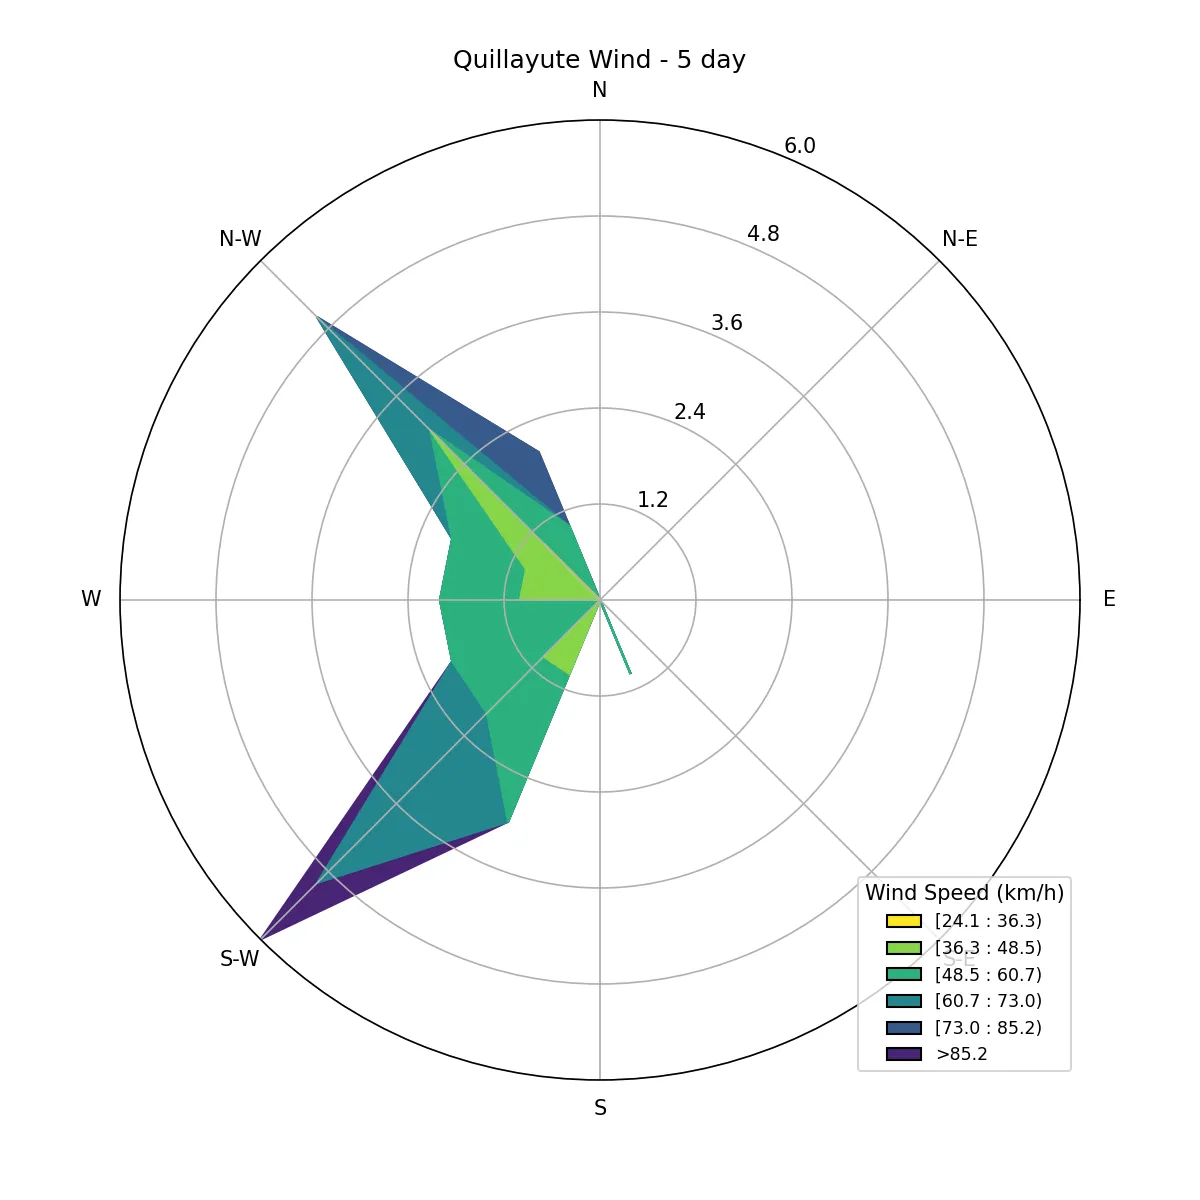 Quillayute Wind - 5 day
N
6.0
N-W
N-E
4.8
3.6
2.4
1.2
W
E
S-W
S-E
S
Wind Speed (km/h)
[24.1 : 36.3)
[36.3 : 48.5)
[48.5 : 60.7)
[60.7 : 73.0)
[73.0 : 85.2)
>85.2